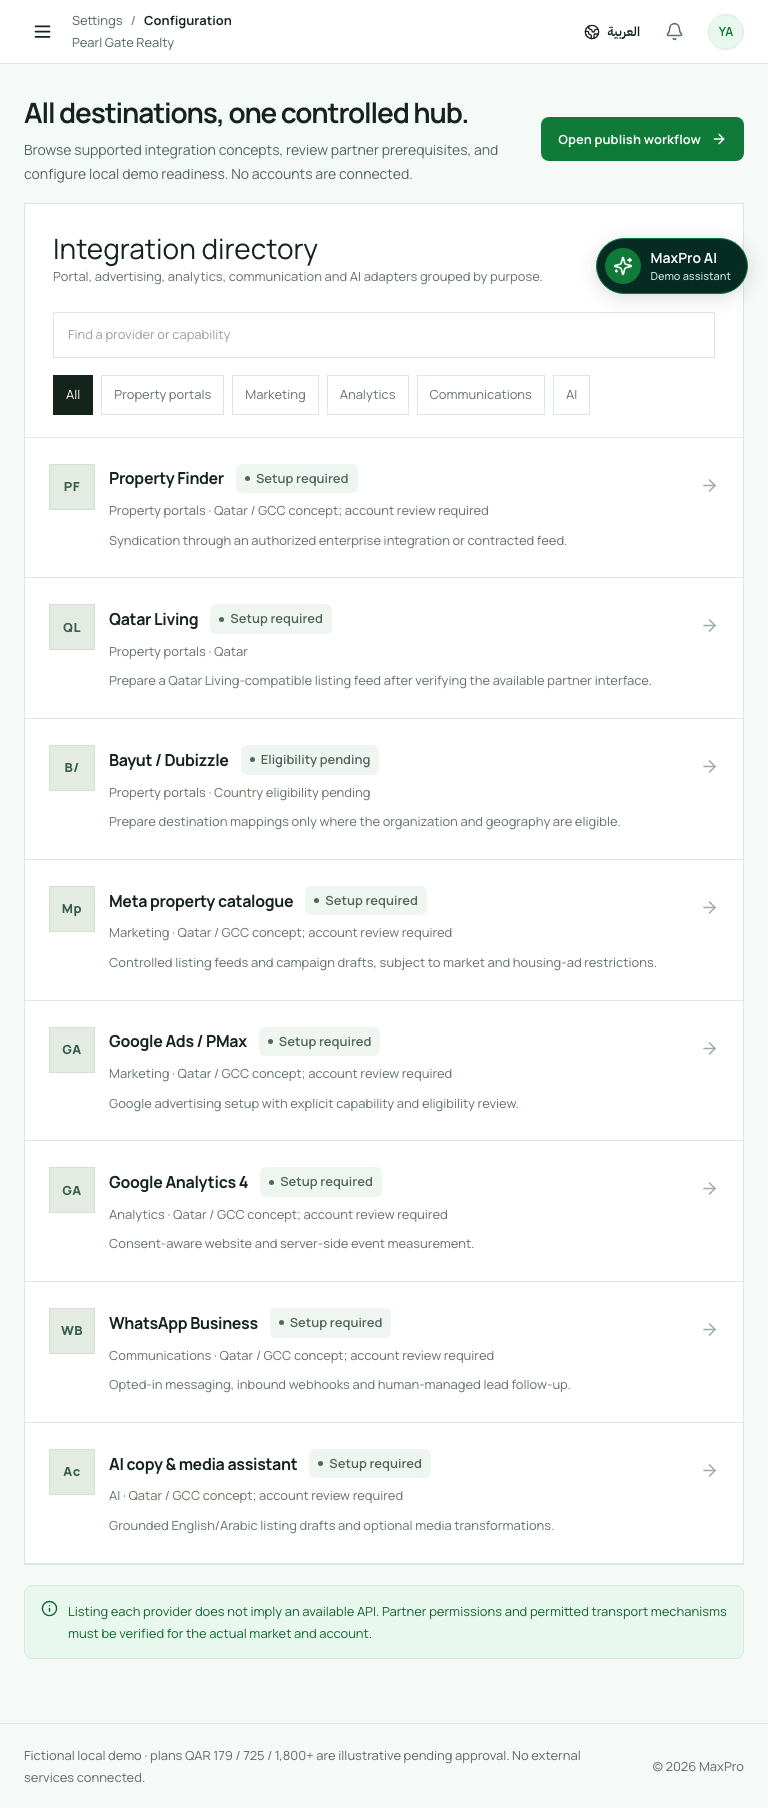 Settings / Configuration
Pearl Gate Realty
العربية
YA
All destinations, one controlled hub.
Browse supported integration concepts, review partner prerequisites, and
configure local demo readiness. No accounts are connected.
Open publish workflow
Integration directory
Portal, advertising, analytics, communication and AI adapters grouped by purpose.
MaxPro AI
Demo assistant
Find a provider or capability
All
Property portals
Marketing
Analytics
Communications
AI
PF
Property Finder
Setup required
Property portals · Qatar / GCC concept; account review required
Syndication through an authorized enterprise integration or contracted feed.
QL
Qatar Living
Setup required
Property portals · Qatar
Prepare a Qatar Living-compatible listing feed after verifying the available partner interface.
B/
Bayut / Dubizzle
Eligibility pending
Property portals · Country eligibility pending
Prepare destination mappings only where the organization and geography are eligible.
Mp
Meta property catalogue
Setup required
Marketing · Qatar / GCC concept; account review required
Controlled listing feeds and campaign drafts, subject to market and housing-ad restrictions.
GA
Google Ads / PMax
Setup required
Marketing · Qatar / GCC concept; account review required
Google advertising setup with explicit capability and eligibility review.
GA
Google Analytics 4
Setup required
Analytics · Qatar / GCC concept; account review required
Consent-aware website and server-side event measurement.
WB
WhatsApp Business
Setup required
Communications · Qatar / GCC concept; account review required
Opted-in messaging, inbound webhooks and human-managed lead follow-up.
Ac
AI copy & media assistant
Setup required
AI · Qatar / GCC concept; account review required
Grounded English/Arabic listing drafts and optional media transformations.
Listing each provider does not imply an available API. Partner permissions and permitted transport mechanisms
must be verified for the actual market and account.
Fictional local demo · plans QAR 179 / 725 / 1,800+ are illustrative pending approval. No external
services connected.
© 2026 MaxPro